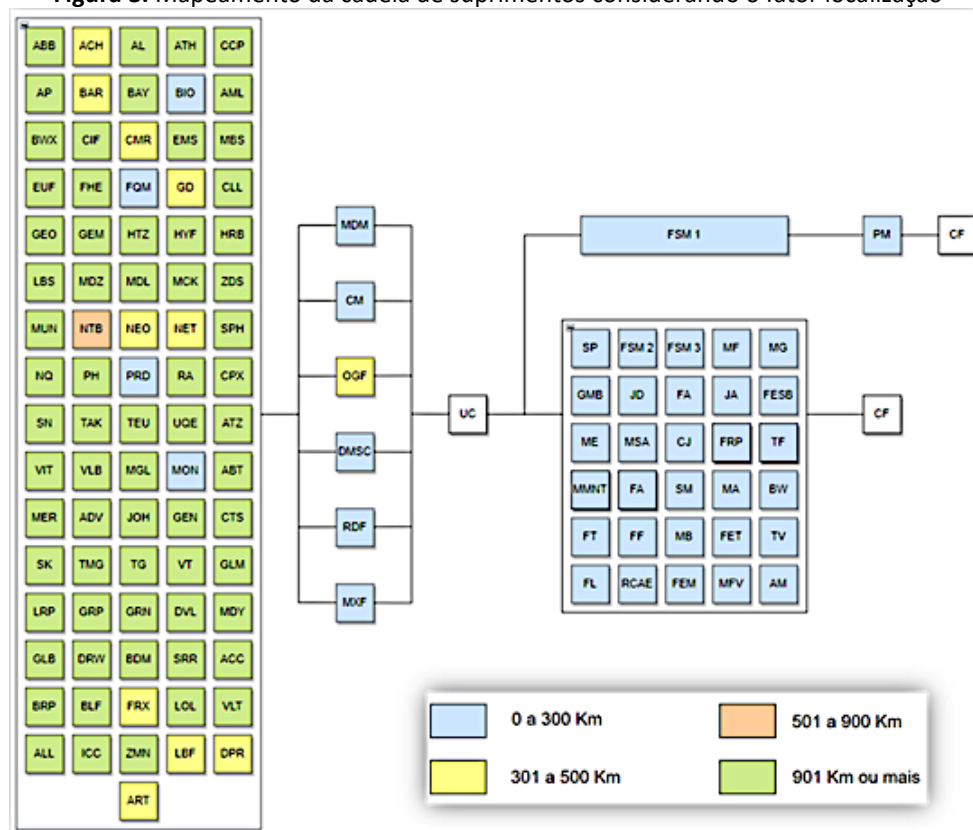 Figura 3. Mapeamento da cadeia de suprimentos considerando o fator localização
ABB ACH AL ATH CCP
AP BAR BAY BIO AML
BWX CIF CMR EMS MBS
EUF FHE FQM GD CLL
GEO GEM HTZ HYF HRB
LBS MDZ MDL MCK ZDS
MUN NTB NEO NET SPH
NQ PH PRD RA CPX
SN TAK TEU UQE ATZ
VIT VLB MGL MON ABT
MER ADV JOH GEN CTS
SK TMG TG VT GLM
LRP GRP GRN DVL MDY
GLB DRW BDM SRR ACC
BRP BLF FRX LOL VLT
ALL ICC ZMN LBF DPR
ART
MDM
CM
OGF
DMSC
RDF
MXF
UC
FSM 1 PM CF
SP FSM 2 FSM 3 MF MG
GMB JD FA JA FESB
ME MSA CJ FRP TF
MMNT FA SM MA BW
FT FF MB FET TV
FL RCAE FEM MFV AM
CF
0 a 300 Km
501 a 900 Km
301 a 500 Km
901 Km ou mais